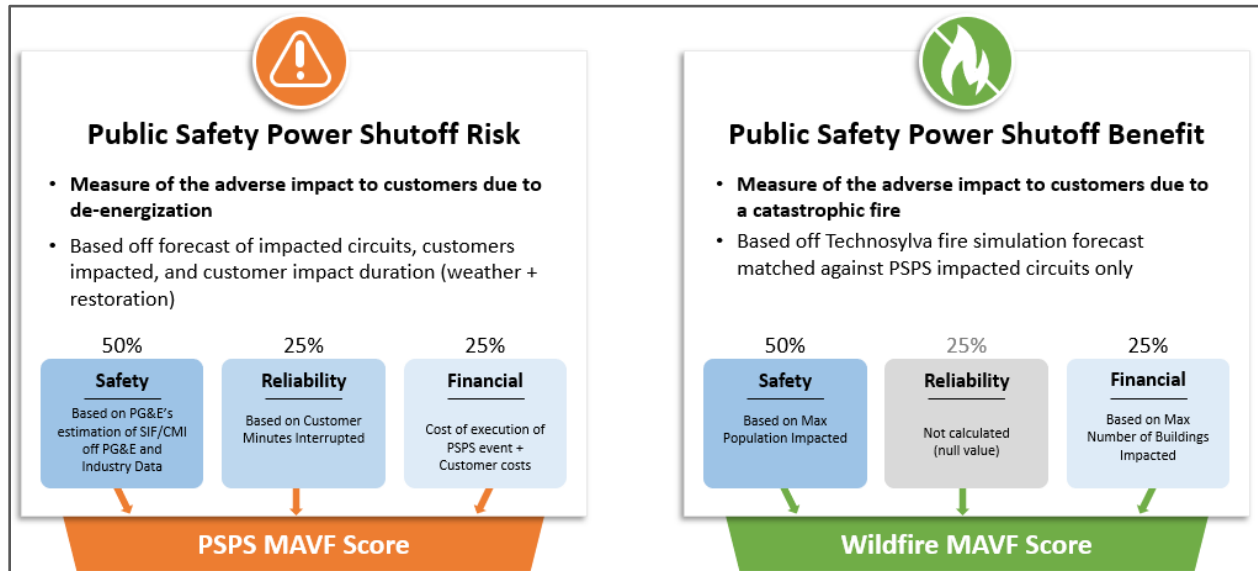 Public Safety Power Shutoff Risk
• Measure of the adverse impact to customers due to
de-energization
• Based off forecast of impacted circuits, customers
impacted, and customer impact duration (weather +
restoration)
50%
Safety
Based on PG&E's
estimation of SIF/CMI
off PG&E and
Industry Data
25%
Reliability
Based on Customer
Minutes Interrupted
25%
Financial
Cost of execution of
PSPS event +
Customer costs
PSPS MAVF Score
Public Safety Power Shutoff Benefit
• Measure of the adverse impact to customers due to
a catastrophic fire
• Based off Technosylva fire simulation forecast
matched against PSPS impacted circuits only
50%
Safety
Based on Max
Population Impacted
25%
Reliability
Not calculated
(null value)
25%
Financial
Based on Max
Number of Buildings
Impacted
Wildfire MAVF Score